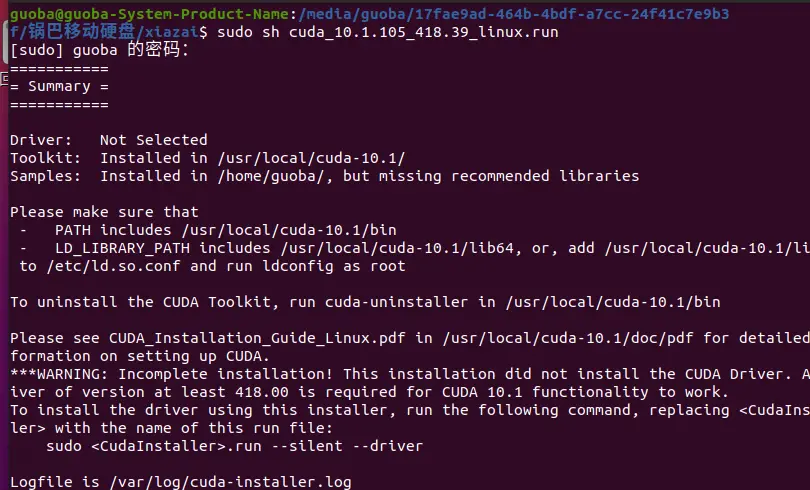 guoba@guoba-System-Product-Name:/media/guoba/17fae9ad-464b-4bdf-a7cc-24f41c7e9b3
f/锅巴移动硬盘/xiazai$ sudo sh cuda_10.1.105_418.39_linux.run
[sudo] guoba 的密码：
===========
= Summary =
===========
Driver:   Not Selected
Toolkit:  Installed in /usr/local/cuda-10.1/
Samples:  Installed in /home/guoba/, but missing recommended libraries
Please make sure that
 -   PATH includes /usr/local/cuda-10.1/bin
 -   LD_LIBRARY_PATH includes /usr/local/cuda-10.1/lib64, or, add /usr/local/cuda-10.1/li
 to /etc/ld.so.conf and run ldconfig as root
To uninstall the CUDA Toolkit, run cuda-uninstaller in /usr/local/cuda-10.1/bin
Please see CUDA_Installation_Guide_Linux.pdf in /usr/local/cuda-10.1/doc/pdf for detailed
formation on setting up CUDA.
***WARNING: Incomplete installation! This installation did not install the CUDA Driver. A
iver of version at least 418.00 is required for CUDA 10.1 functionality to work.
To install the driver using this installer, run the following command, replacing <CudaIns
ler> with the name of this run file:
    sudo <CudaInstaller>.run --silent --driver
Logfile is /var/log/cuda-installer.log